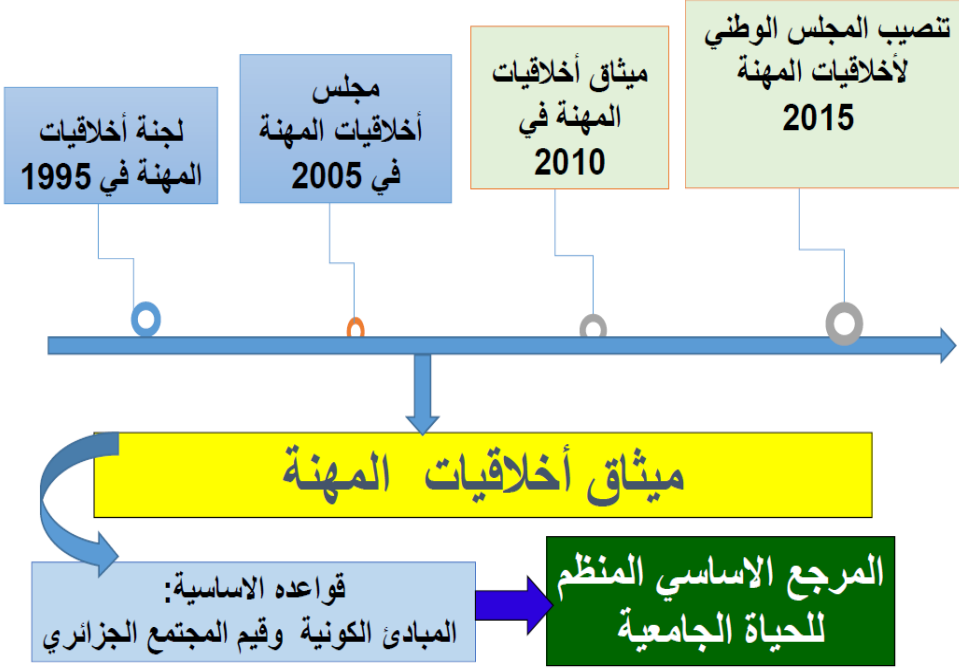 لجنة أخلاقيات
المهنة في 1995
مجلس
أخلاقيات المهنة
في 2005
ميثاق أخلاقيات
المهنة في
2010
تنصيب المجلس الوطني
لأخلاقيات المهنة
2015
ميثاق أخلاقيات المهنة
قواعده الاساسية:
المبادئ الكونية وقيم المجتمع الجزائري
المرجع الاساسي المنظم
للحياة الجامعية